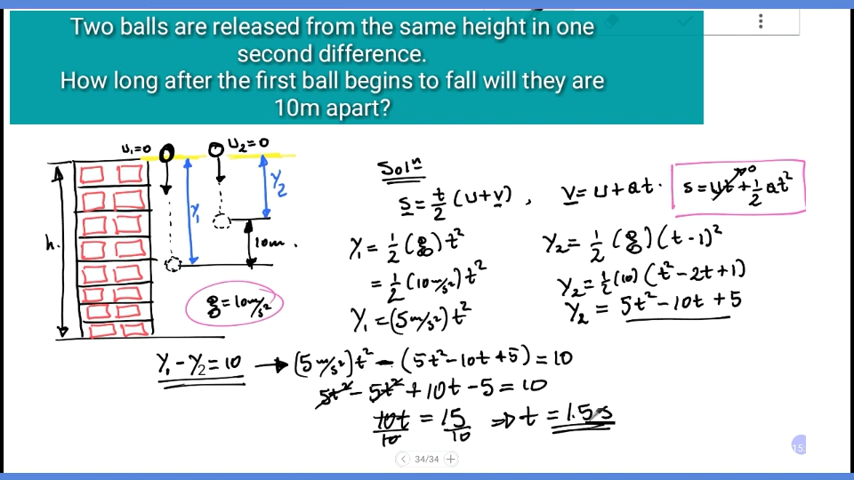 Two balls are released from the same height in one
second difference.
How long after the first ball begins to fall will they are
10m apart?
u₁=0
u₂=0
Y₁
Y₂
10m.
h.
g = 10m/s²
Solⁿ
s = t/2 (u+v), v = u + at.
s = ut⁰ + 1/2 at²
Y₁ = 1/2 (g) t²
= 1/2 (10m/s²) t²
Y₁ = (5m/s²) t²
Y₂ = 1/2 (g) (t-1)²
Y₂ = 1/2 (10) (t² - 2t + 1)
Y₂ = 5t² - 10t + 5
Y₁ - Y₂ = 10 → (5m/s²) t² - (5t² - 10t + 5) = 10
5t² - 5t² + 10t - 5 = 10
10t/10 = 15/10 ⇒ t = 1.5s
34/34
15